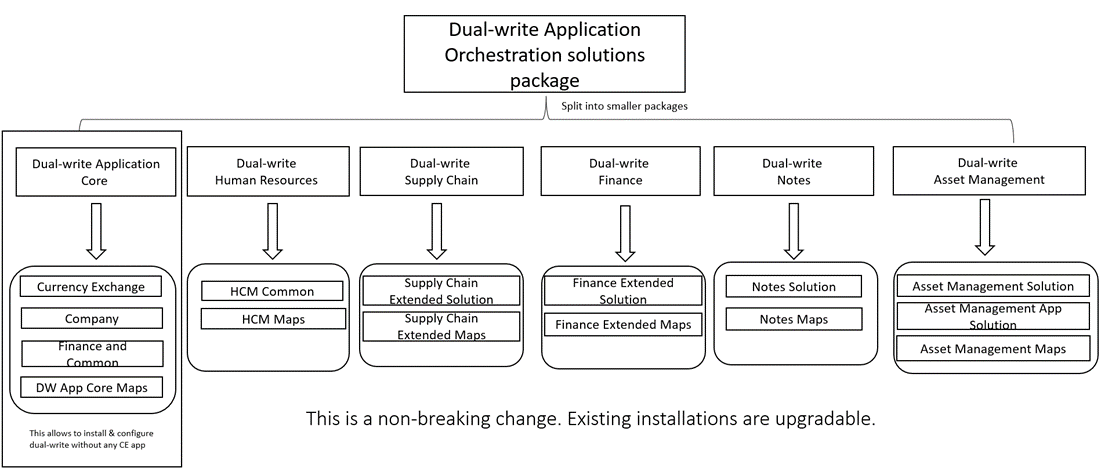 Dual-write Application
Orchestration solutions
package
Split into smaller packages
Dual-write Application
Core
Dual-write
Human Resources
Dual-write
Supply Chain
Dual-write
Finance
Dual-write
Notes
Dual-write
Asset Management
Currency Exchange
Company
Finance and
Common
DW App Core Maps
HCM Common
HCM Maps
Supply Chain
Extended Solution
Supply Chain
Extended Maps
Finance Extended
Solution
Finance Extended Maps
Notes Solution
Notes Maps
Asset Management Solution
Asset Management App
Solution
Asset Management Maps
This allows to install & configure
dual-write without any CE app
This is a non-breaking change. Existing installations are upgradable.